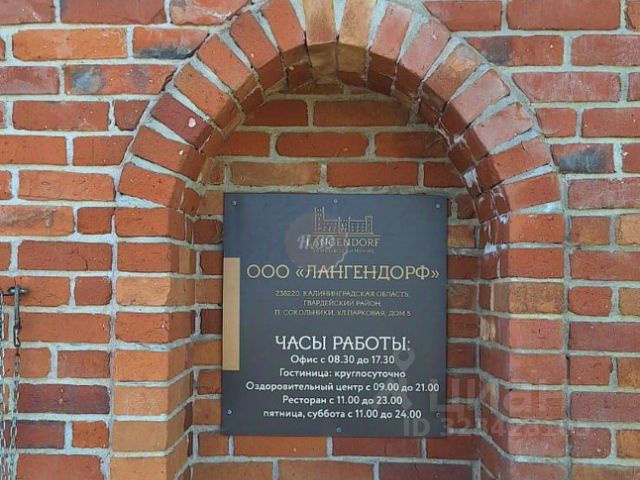 LANGENDORF
ООО «ЛАНГЕНДОРФ»
238220, КАЛИНИНГРАДСКАЯ ОБЛАСТЬ,
ГВАРДЕЙСКИЙ РАЙОН,
П. СОКОЛЬНИКИ, УЛ.ПАРКОВАЯ, ДОМ 5
ЧАСЫ РАБОТЫ:
Офис с 08.30 до 17.30
Гостиница: круглосуточно
Оздоровительный центр с 09.00 до 21.00
Ресторан с 11.00 до 23.00
пятница, суббота с 11.00 до 24.00
циан